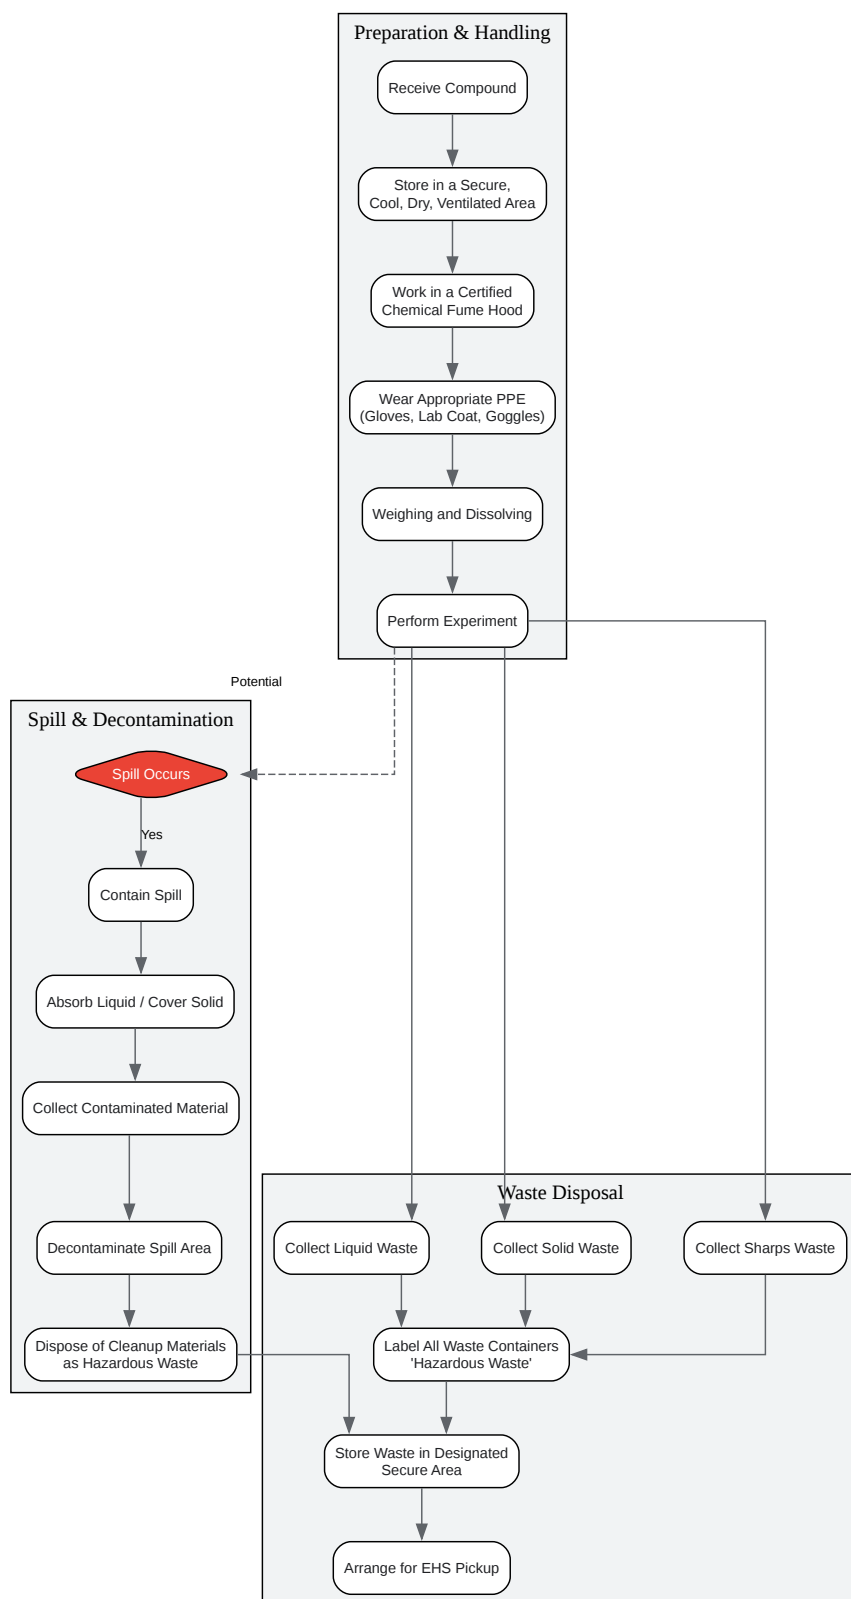 Preparation & Handling
Receive Compound
Store in a Secure,
Cool, Dry, Ventilated Area
Work in a Certified
Chemical Fume Hood
Wear Appropriate PPE
(Gloves, Lab Coat, Goggles)
Weighing and Dissolving
Perform Experiment
Potential
Spill & Decontamination
Spill Occurs
Yes
Contain Spill
Absorb Liquid / Cover Solid
Collect Contaminated Material
Decontaminate Spill Area
Dispose of Cleanup Materials
as Hazardous Waste
Waste Disposal
Collect Liquid Waste
Collect Solid Waste
Collect Sharps Waste
Label All Waste Containers
'Hazardous Waste'
Store Waste in Designated
Secure Area
Arrange for EHS Pickup